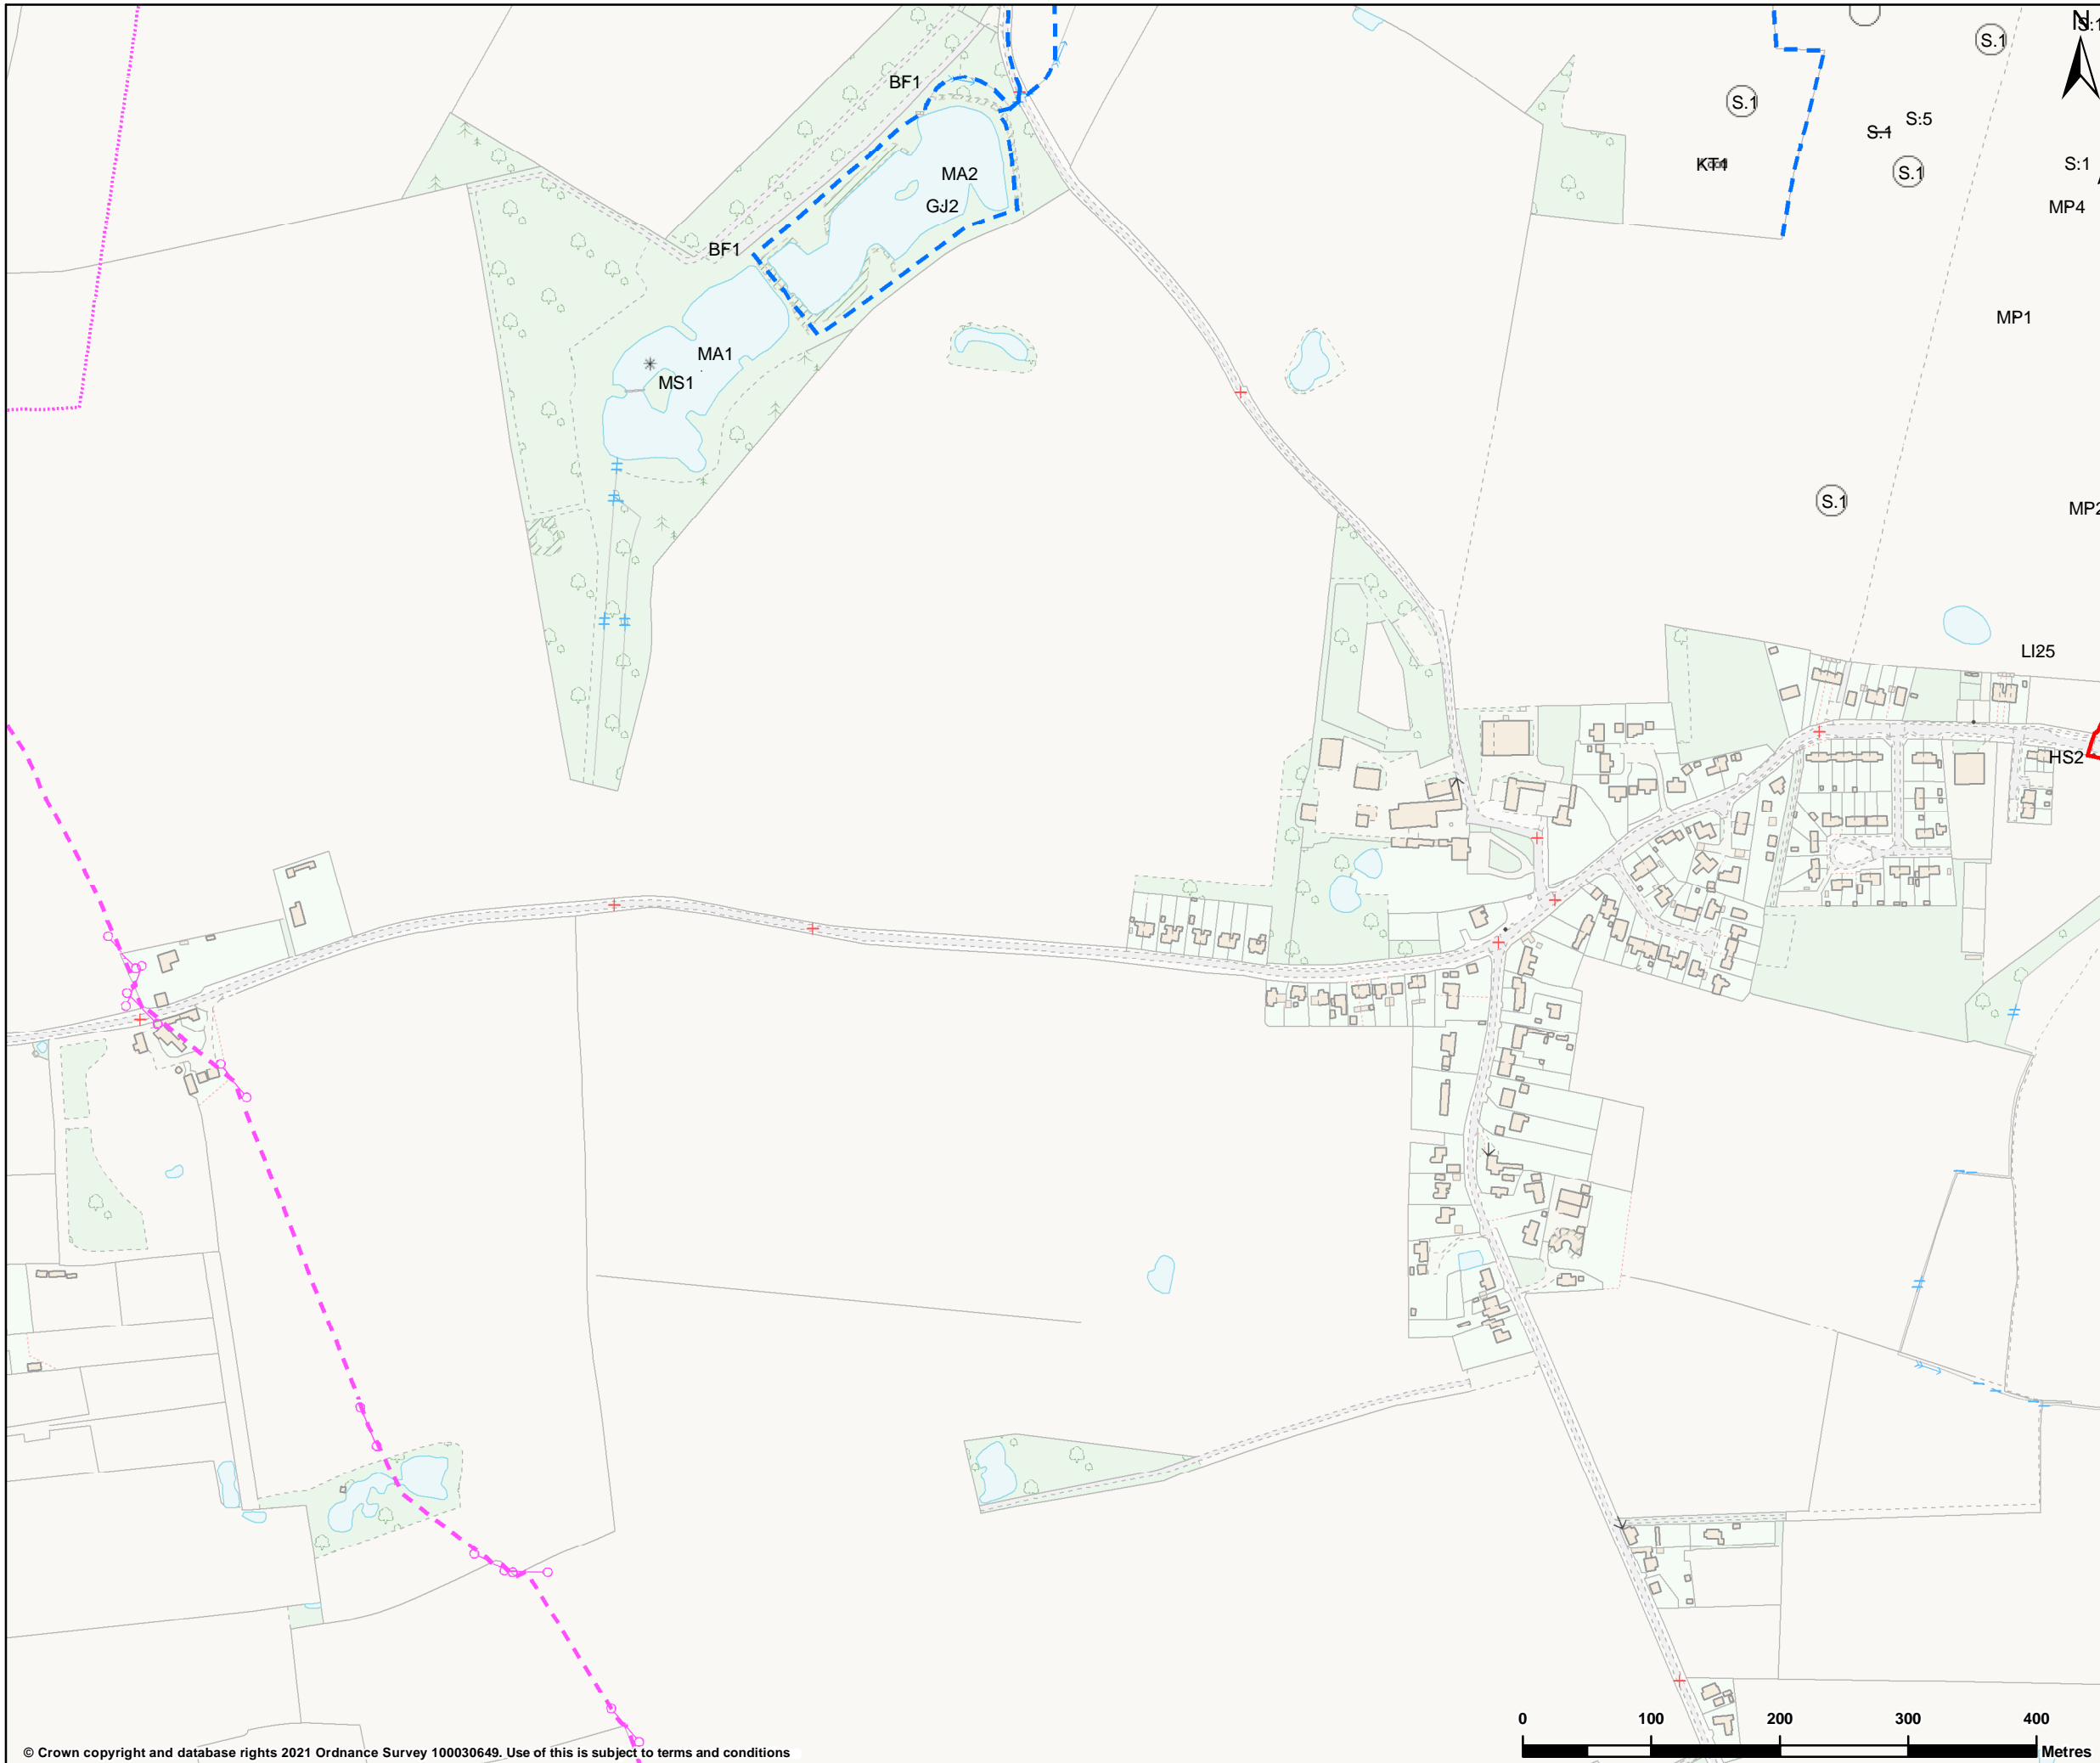 N
S:1
S.1
BF1
S.1
S:5
S.1
S:1
KT4
S.1
MA2
MP4
GJ2
BF1
MP1
MA1
MS1
S.1
MP2
LI25
HS2
0 100 200 300 400
Metres
© Crown copyright and database rights 2021 Ordnance Survey 100030649. Use of this is subject to terms and conditions